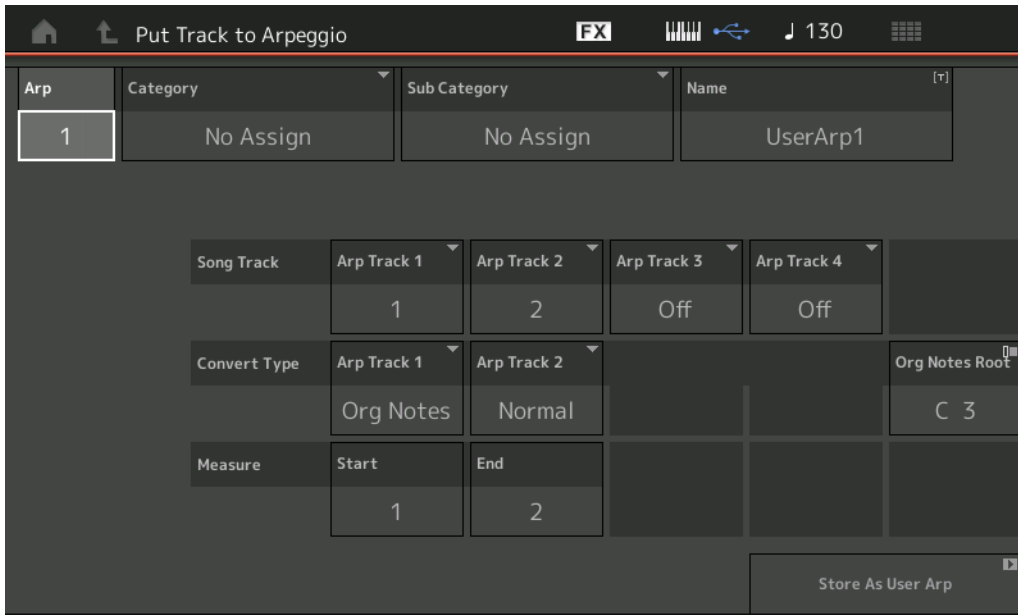 Put Track to Arpeggio FX ♩ 130
Arp Category Sub Category Name [T]
1 No Assign No Assign UserArp1
Song Track Arp Track 1 Arp Track 2 Arp Track 3 Arp Track 4
1 2 Off Off
Convert Type Arp Track 1 Arp Track 2 Org Notes Root
Org Notes Normal C 3
Measure Start End
1 2
Store As User Arp